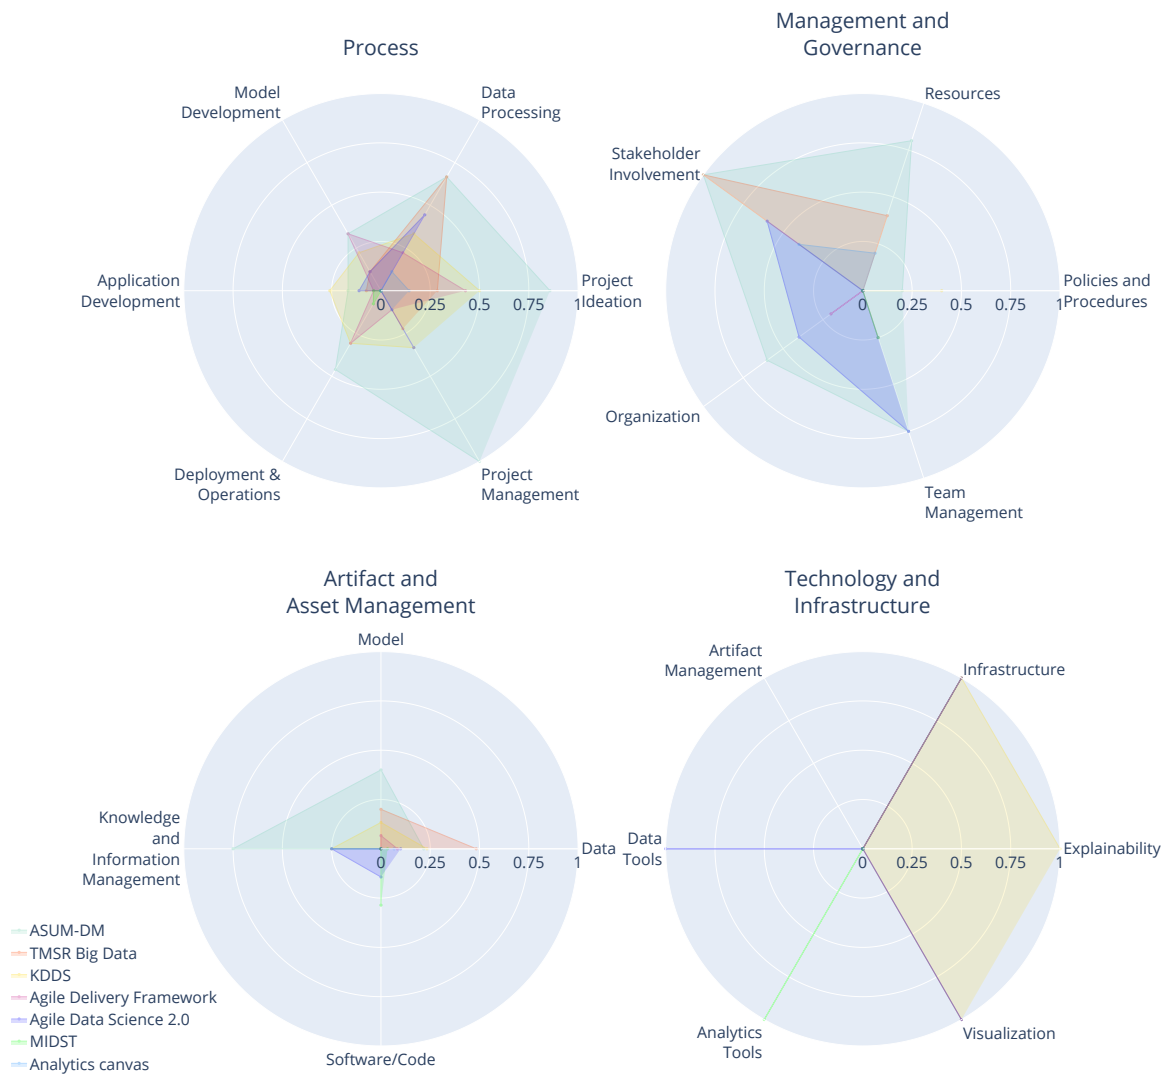 Process
Model
Development
Data
Processing
Application
Development
Project
Ideation
0
0.25
0.5
0.75
1
Deployment &
Operations
Project
Management
Management and
Governance
Resources
Stakeholder
Involvement
Policies and
Procedures
0
0.25
0.5
0.75
1
Organization
Team
Management
Artifact and
Asset Management
Model
Knowledge
and
Information
Management
Data
0
0.25
0.5
0.75
1
Software/Code
Technology and
Infrastructure
Artifact
Management
Infrastructure
Data
Tools
Explainability
0
0.25
0.5
0.75
1
Analytics
Tools
Visualization
ASUM-DM
TMSR Big Data
KDDS
Agile Delivery Framework
Agile Data Science 2.0
MIDST
Analytics canvas